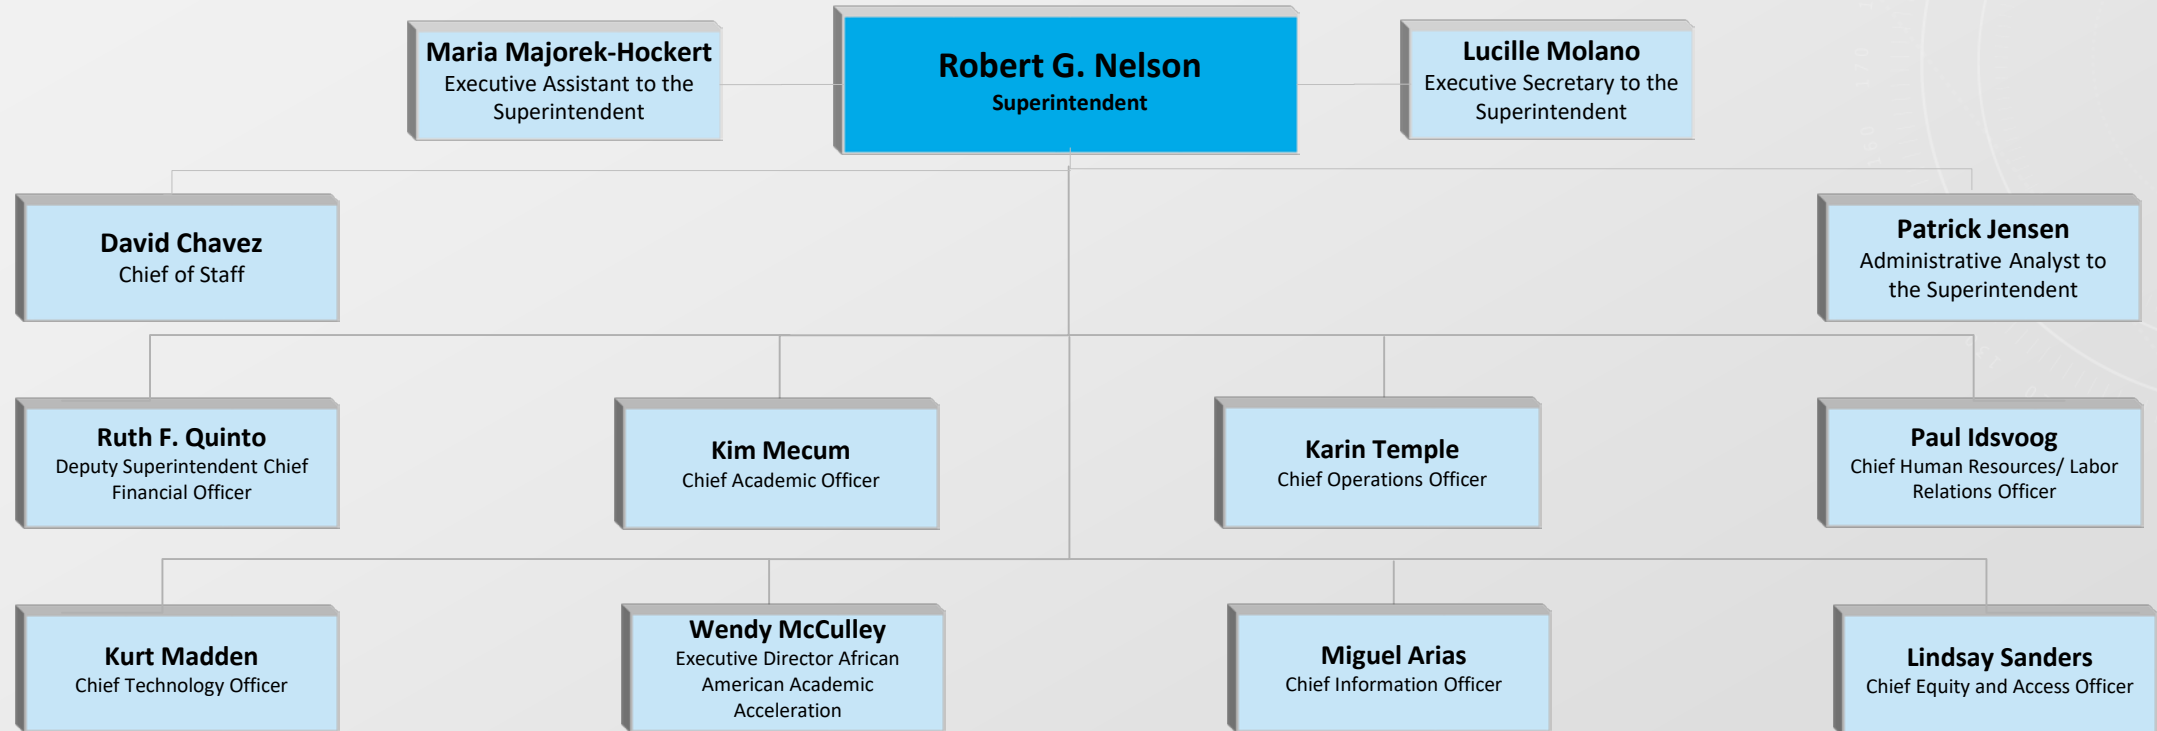 Maria Majorek-Hockert
Executive Assistant to the
Superintendent
Robert G. Nelson
Superintendent
Lucille Molano
Executive Secretary to the
Superintendent
David Chavez
Chief of Staff
Patrick Jensen
Administrative Analyst to
the Superintendent
Ruth F. Quinto
Deputy Superintendent Chief
Financial Officer
Kim Mecum
Chief Academic Officer
Karin Temple
Chief Operations Officer
Paul Idsvoog
Chief Human Resources/ Labor
Relations Officer
Kurt Madden
Chief Technology Officer
Wendy McCulley
Executive Director African
American Academic
Acceleration
Miguel Arias
Chief Information Officer
Lindsay Sanders
Chief Equity and Access Officer